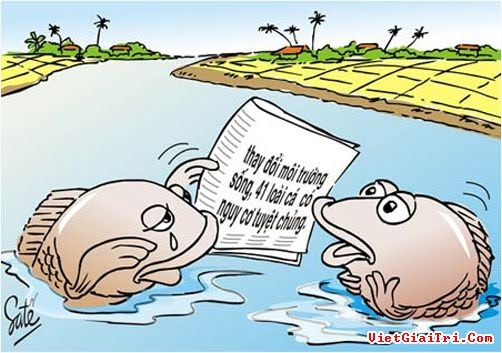 thay đổi môi trường
sống, 41 loài cá có
nguy cơ tuyệt chủng.
Sate
VietGiaiTri.Com